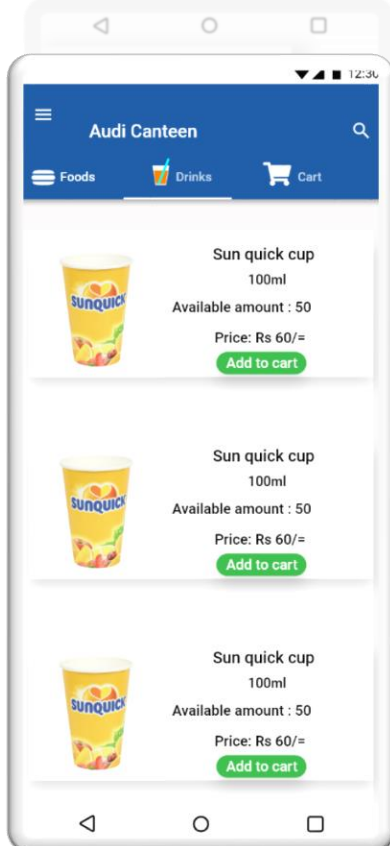 12:30
Audi Canteen
Foods
Drinks
Cart
SUNQUICK
Sun quick cup
100ml
Available amount : 50
Price: Rs 60/=
Add to cart
SUNQUICK
Sun quick cup
100ml
Available amount : 50
Price: Rs 60/=
Add to cart
SUNQUICK
Sun quick cup
100ml
Available amount : 50
Price: Rs 60/=
Add to cart